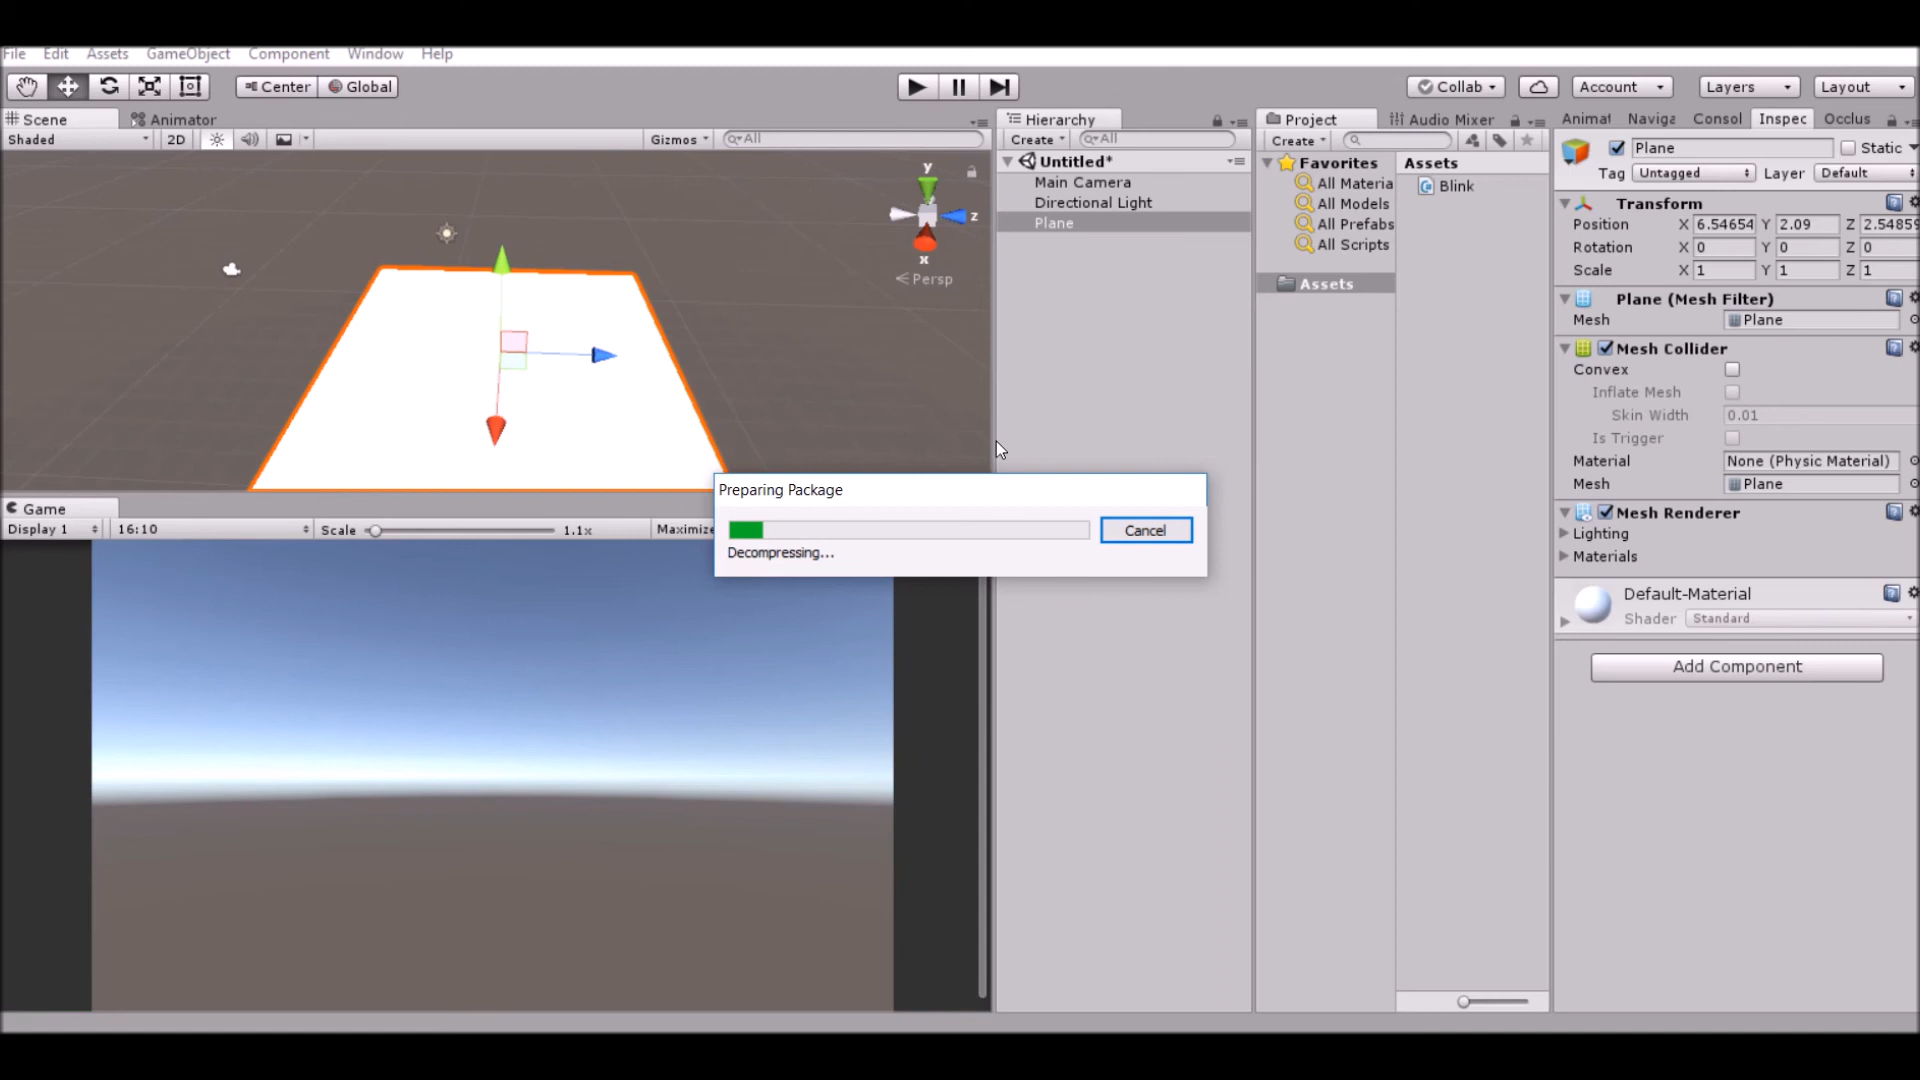 File Edit Assets GameObject Component Window Help
Center Global Collab Account Layers Layout
Scene Animator
Shaded 2D Gizmos All
y
z
x
Persp
Game
Display 1 16:10 Scale 1.1x Maximize
Hierarchy
Create All
Untitled*
Main Camera
Directional Light
Plane
Project Audio Mixer
Create
Favorites
All Materia
All Models
All Prefabs
All Scripts
Assets
Assets
Blink
Preparing Package
Cancel
Decompressing...
Animat Naviga Consol Inspec Occlus
Plane Static
Tag Untagged Layer Default
Transform
Position X 6.54654 Y 2.09 Z 2.54859
Rotation X 0 Y 0 Z 0
Scale X 1 Y 1 Z 1
Plane (Mesh Filter)
Mesh Plane
Mesh Collider
Convex
Inflate Mesh
Skin Width 0.01
Is Trigger
Material None (Physic Material)
Mesh Plane
Mesh Renderer
Lighting
Materials
Default-Material
Shader Standard
Add Component